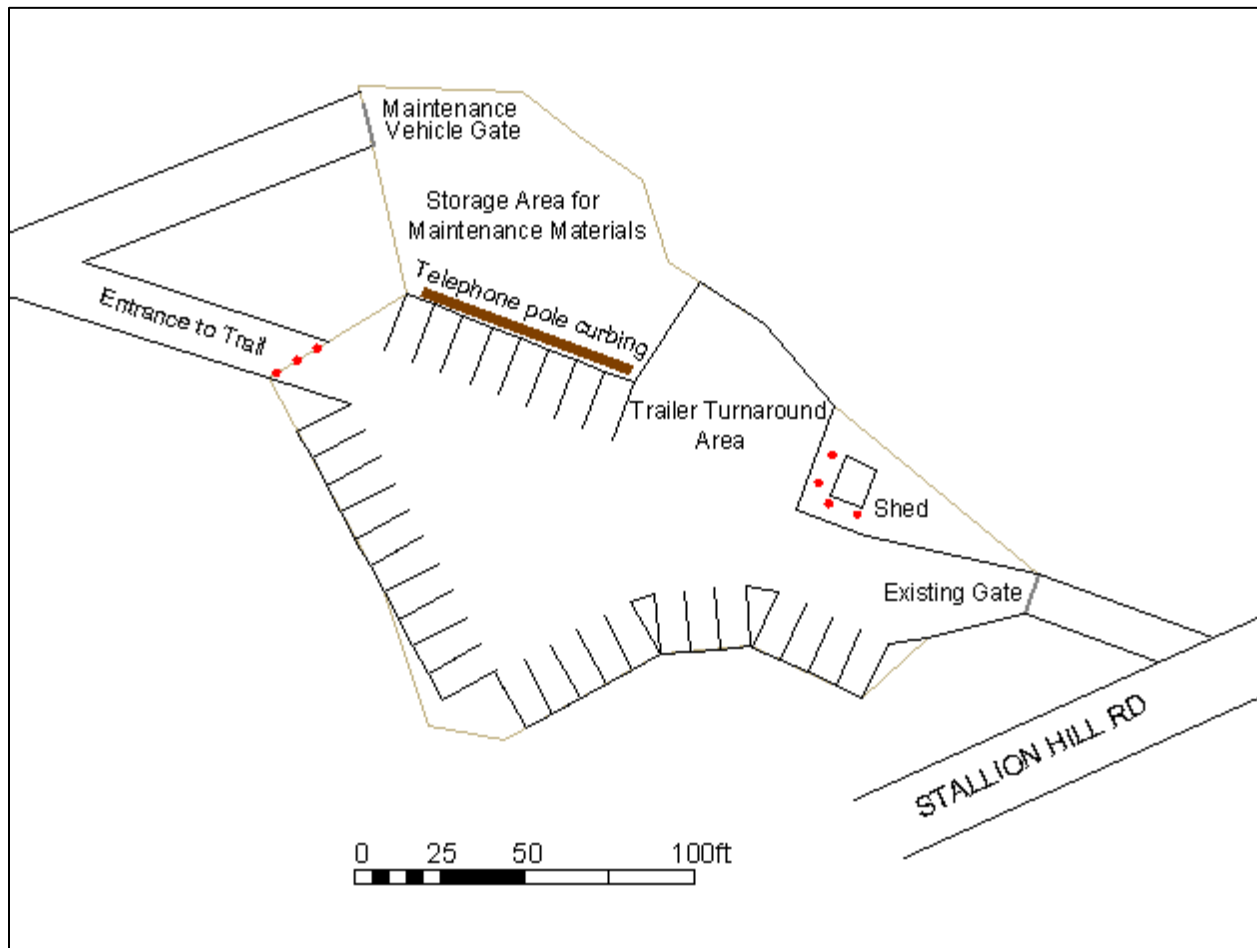 Maintenance
Vehicle Gate
Storage Area for
Maintenance Materials
Telephone pole curbing
Entrance to Trail
Trailer Turnaround
Area
Shed
Existing Gate
STALLION HILL RD
0 25 50 100ft